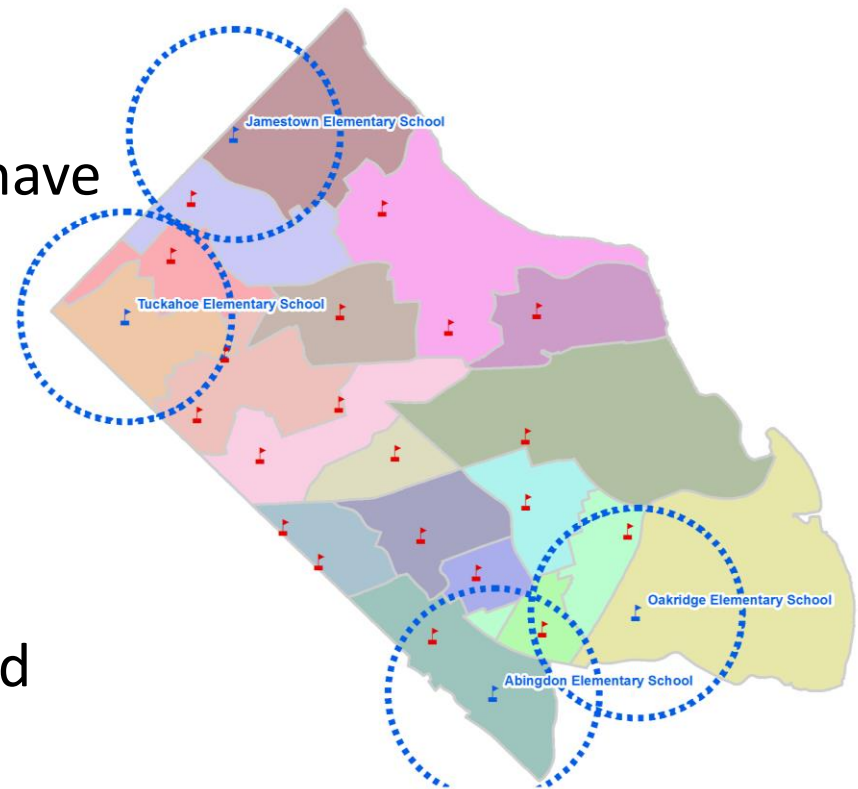 Jamestown Elementary School
have
Tuckahoe Elementary School
Oakridge Elementary School
d
Abingdon Elementary School